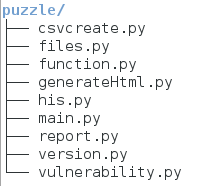 puzzle/
├── csvcreate.py
├── files.py
├── function.py
├── generateHtml.py
├── his.py
├── main.py
├── report.py
├── version.py
└── vulnerability.py